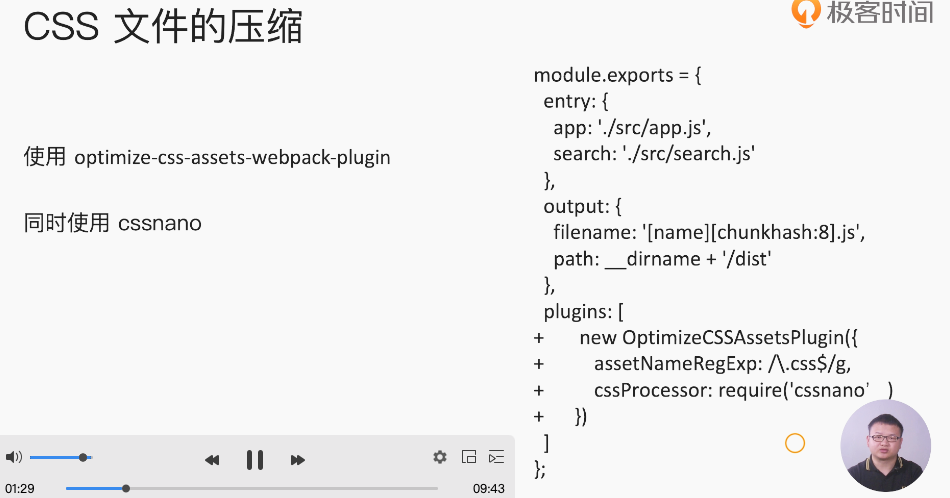 CSS 文件的压缩
极客时间
使用 optimize-css-assets-webpack-plugin
同时使用 cssnano
module.exports = {
entry: {
app: './src/app.js',
search: './src/search.js'
},
output: {
filename: '[name][chunkhash:8].js',
path: __dirname + '/dist'
},
plugins: [
+ new OptimizeCSSAssetsPlugin({
+ assetNameRegExp: /\.css$/g,
+ cssProcessor: require('cssnano' )
+ })
]
};
01:29
09:43